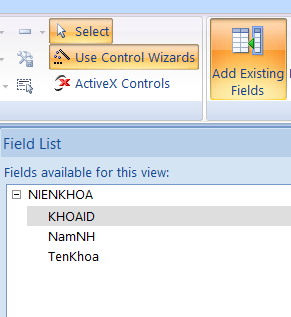 Select
Use Control Wizards
ActiveX Controls
Add Existing
Fields
Field List
Fields available for this view:
NIENKHOA
KHOAID
NamNH
TenKhoa